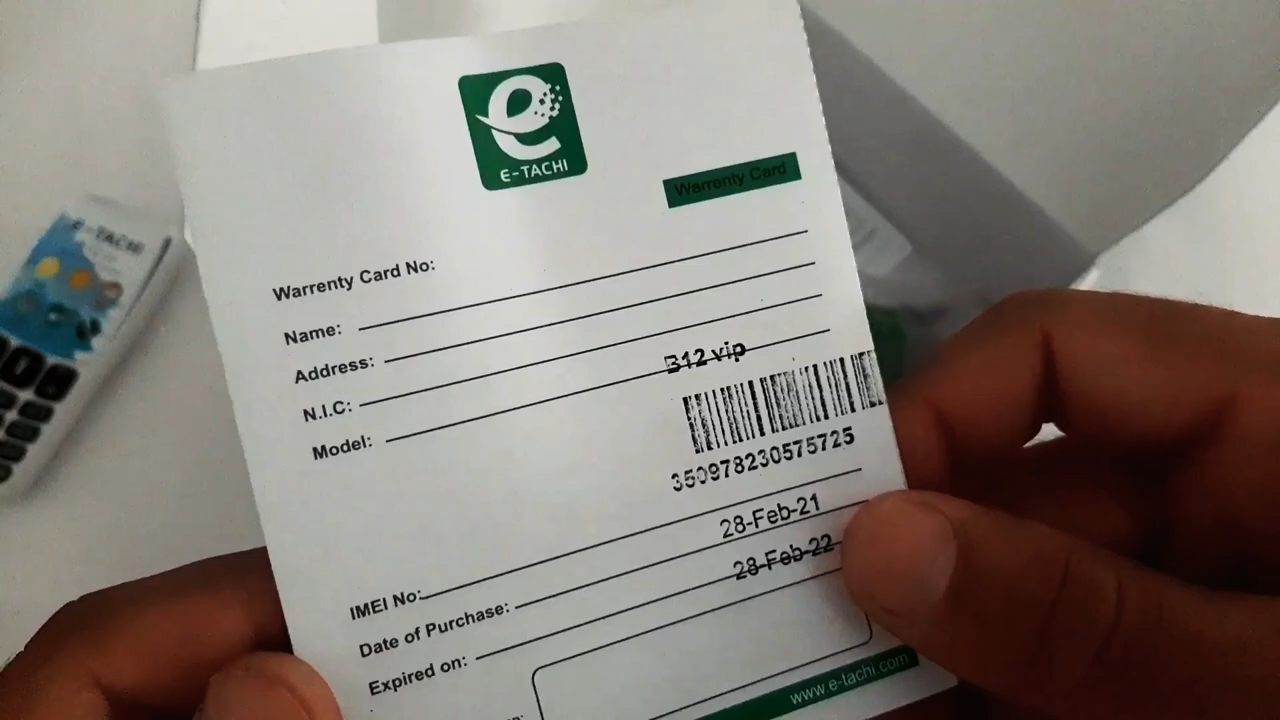 e
E-TACHI
Warrenty Card
E-TACHI
Warrenty Card No:
Name:
Address:
N.I.C:
Model: B12 vip
350978230575725
IMEI No:
Date of Purchase: 28-Feb-21
Expired on: 28-Feb-22
www.e-tachi.com